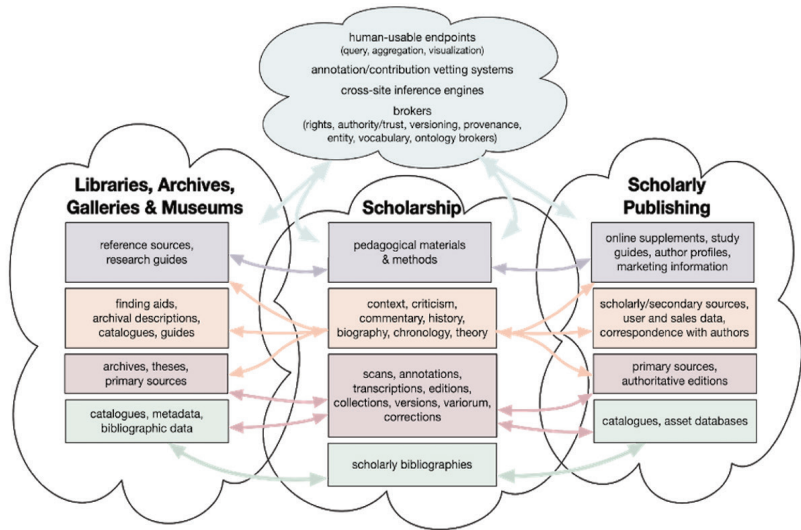 human-usable endpoints
(query, aggregation, visualization)
annotation/contribution vetting systems
cross-site inference engines
brokers
(rights, authority/trust, versioning, provenance,
entity, vocabulary, ontology brokers)
Libraries, Archives,
Galleries & Museums
reference sources,
research guides
finding aids,
archival descriptions,
catalogues, guides
archives, theses,
primary sources
catalogues, metadata,
bibliographic data
Scholarship
pedagogical materials
& methods
context, criticism,
commentary, history,
biography, chronology, theory
scans, annotations,
transcriptions, editions,
collections, versions, variorum,
corrections
scholarly bibliographies
Scholarly
Publishing
online supplements, study
guides, author profiles,
marketing information
scholarly/secondary sources,
user and sales data,
correspondence with authors
primary sources,
authoritative editions
catalogues, asset databases